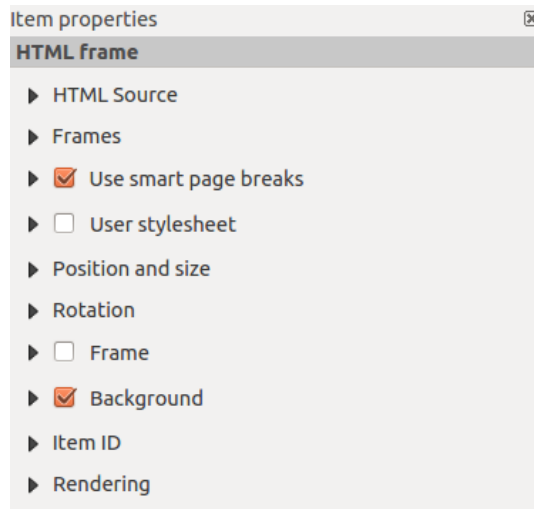 Item properties
HTML frame
HTML Source
Frames
Use smart page breaks
User stylesheet
Position and size
Rotation
Frame
Background
Item ID
Rendering